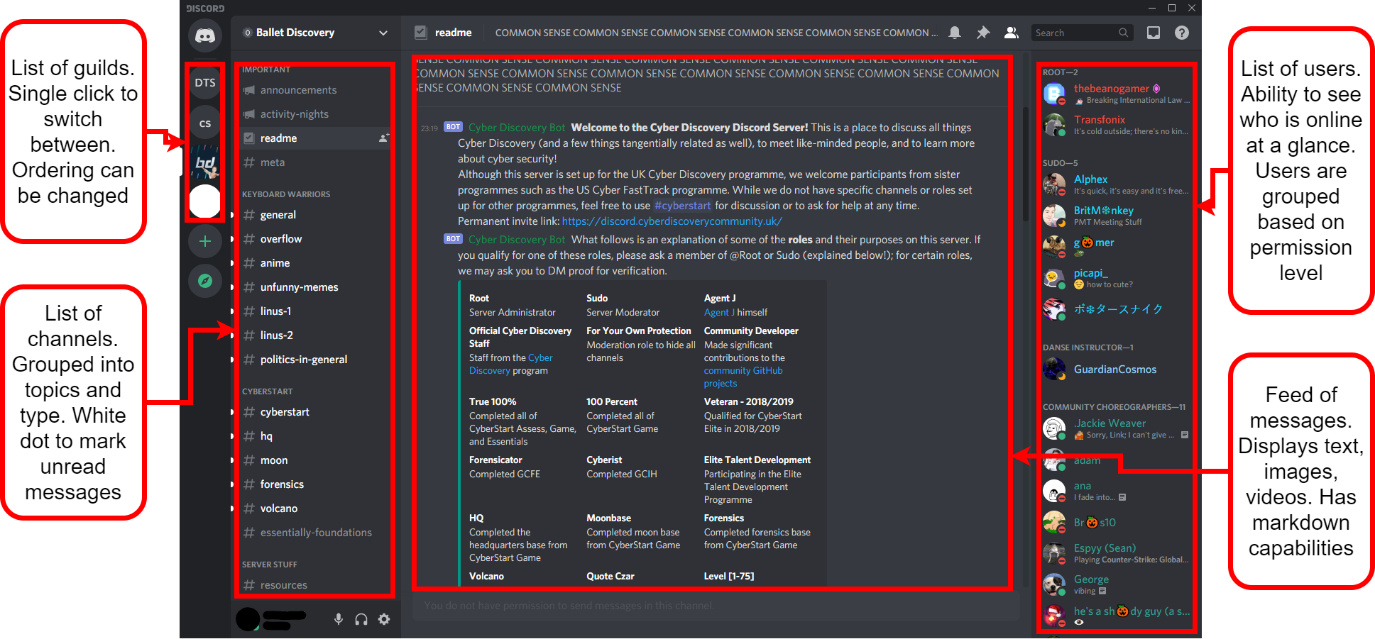 DISCORD
List of guilds.
Single click to
switch
between.
Ordering can
be changed
List of
channels.
Grouped into
topics and
type. White
dot to mark
unread
messages
DTS
CS
bd
Ballet Discovery
IMPORTANT
announcements
activity-nights
readme
meta
KEYBOARD WARRIORS
general
overflow
anime
unfunny-memes
linus-1
linus-2
politics-in-general
CYBERSTART
cyberstart
hq
moon
forensics
volcano
essentially-foundations
SERVER STUFF
resources
readme COMMON SENSE COMMON SENSE COMMON SENSE COMMON SENSE COMMON SENSE COMMON ...
Search
SENSE COMMON SENSE COMMON SENSE COMMON SENSE COMMON SENSE COMMON SENSE
COMMON SENSE COMMON SENSE COMMON SENSE COMMON SENSE COMMON SENSE COMMON
SENSE COMMON SENSE COMMON SENSE
23:19 BOT Cyber Discovery Bot Welcome to the Cyber Discovery Discord Server! This is a place to discuss all things
Cyber Discovery (and a few things tangentially related as well), to meet like-minded people, and to learn more
about cyber security!
Although this server is set up for the UK Cyber Discovery programme, we welcome participants from sister
programmes such as the US Cyber FastTrack programme. While we do not have specific channels or roles set
up for other programmes, feel free to use #cyberstart for discussion or to ask for help at any time.
Permanent invite link: https://discord.cyberdiscoverycommunity.uk/
BOT Cyber Discovery Bot What follows is an explanation of some of the roles and their purposes on this server. If
you qualify for one of these roles, please ask a member of @Root or Sudo (explained below!); for certain roles,
we may ask you to DM proof for verification.
Root
Server Administrator
Sudo
Server Moderator
Agent J
Agent J himself
Official Cyber Discovery
Staff
Staff from the Cyber
Discovery program
For Your Own Protection
Moderation role to hide all
channels
Community Developer
Made significant
contributions to the
community GitHub
projects
True 100%
Completed all of
CyberStart Assess, Game,
and Essentials
100 Percent
Completed all of
CyberStart Game
Veteran - 2018/2019
Qualified for CyberStart
Elite in 2018/2019
Forensicator
Completed GCFE
Cyberist
Completed GCIH
Elite Talent Development
Participating in the Elite
Talent Development
Programme
HQ
Completed the
headquarters base from
CyberStart Game
Moonbase
Completed moon base
from CyberStart Game
Forensics
Completed forensics base
from CyberStart Game
Volcano
Quote Czar
Level [1-75]
You do not have permission to send messages in this channel.
ROOT—2
thebeanogamer
Breaking International Law ...
Transfonix
It's cold outside; there's no kin...
SUDO—5
Alphex
It's quick, it's easy and it's free...
BritM❄nkey
PMT Meeting Stuff
g🎃mer
picapi_
how to cute?
ポ❄タースナイク
DANSE INSTRUCTOR—1
GuardianCosmos
COMMUNITY CHOREOGRAPHERS—11
.Jackie Weaver
Sorry, Link; I can't give ...
adam
ana
I fade into...
Br🎃s10
Espyy (Sean)
Playing Counter-Strike: Global...
George
vibing
he's a sh🎃dy guy (a s...
List of users.
Ability to see
who is online
at a glance.
Users are
grouped
based on
permission
level
Feed of
messages.
Displays text,
images,
videos. Has
markdown
capabilities